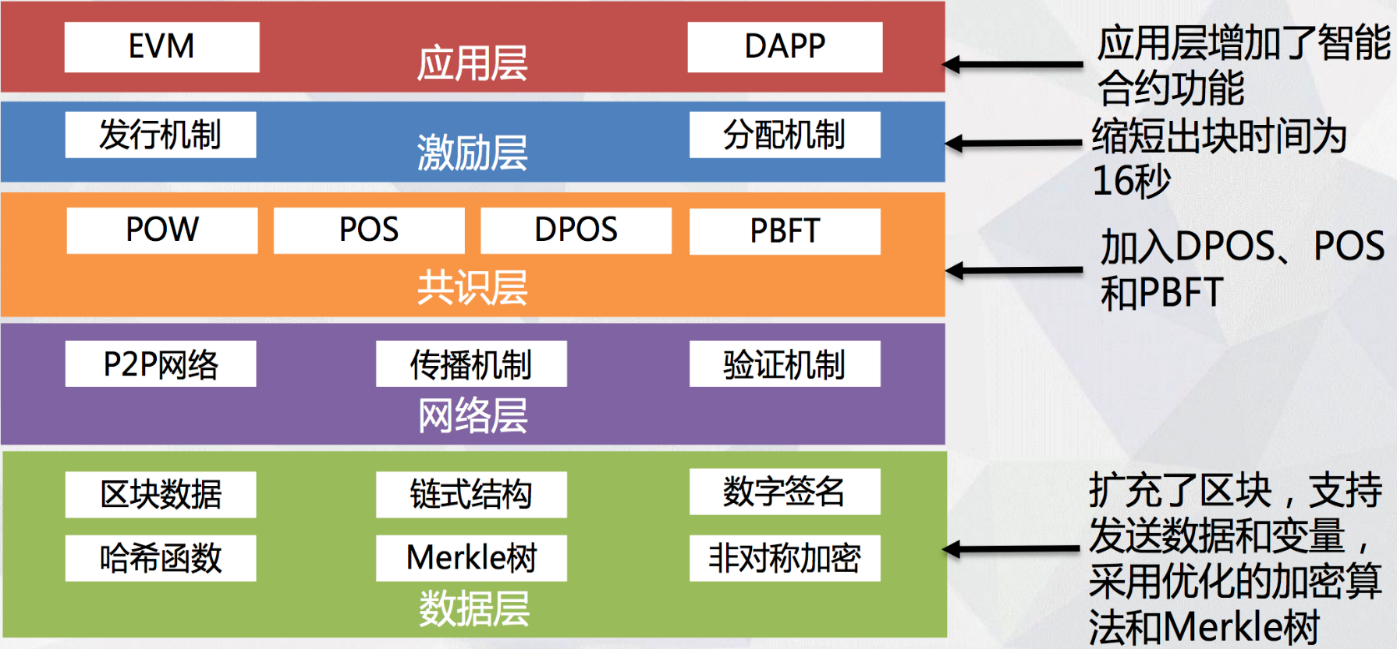 EVM
DAPP
应用层
应用层增加了智能
合约功能
发行机制
分配机制
激励层
缩短出块时间为
16秒
POW
POS
DPOS
PBFT
共识层
加入DPOS、POS
和PBFT
P2P网络
传播机制
验证机制
网络层
区块数据
链式结构
数字签名
哈希函数
Merkle树
非对称加密
数据层
扩充了区块，支持
发送数据和变量，
采用优化的加密算
法和Merkle树